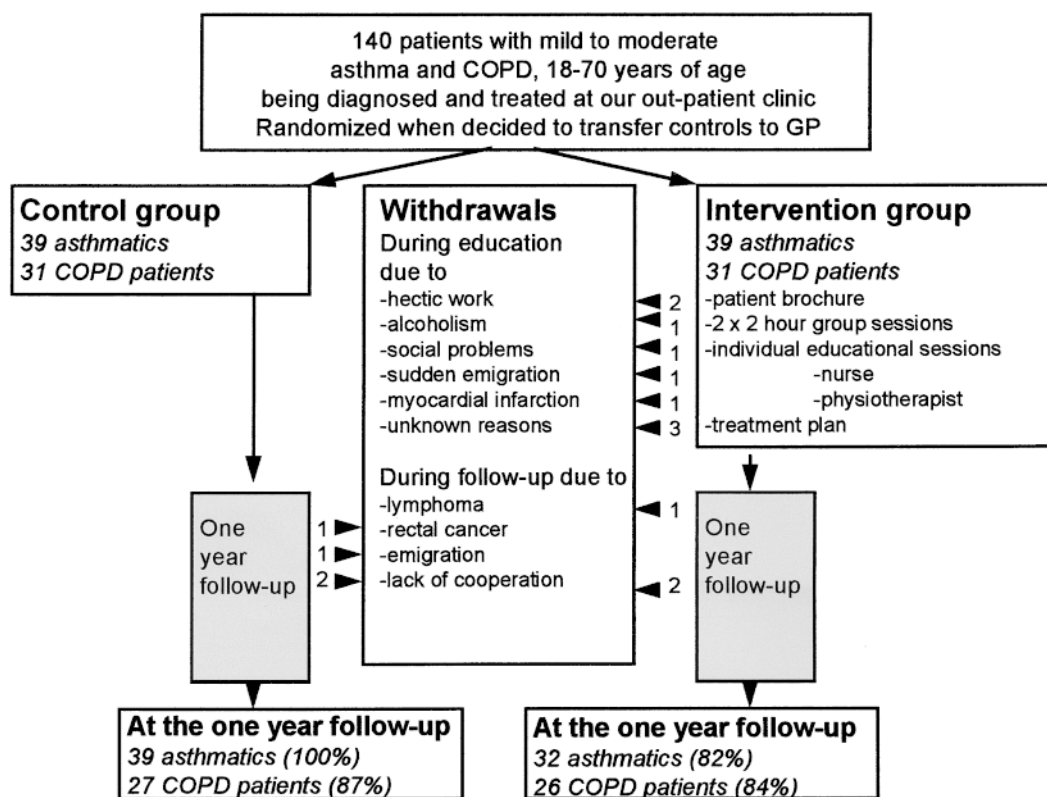 140 patients with mild to moderate
asthma and COPD, 18-70 years of age
being diagnosed and treated at our out-patient clinic
Randomized when decided to transfer controls to GP
Control group
39 asthmatics
31 COPD patients
Withdrawals
During education
due to
-hectic work
-alcoholism
-social problems
-sudden emigration
-myocardial infarction
-unknown reasons
2
1
1
1
1
3
During follow-up due to
-lymphoma
-rectal cancer
-emigration
-lack of cooperation
1
1
2
1
2
Intervention group
39 asthmatics
31 COPD patients
-patient brochure
-2 x 2 hour group sessions
-individual educational sessions
-nurse
-physiotherapist
-treatment plan
One
year
follow-up
One
year
follow-up
At the one year follow-up
39 asthmatics (100%)
27 COPD patients (87%)
At the one year follow-up
32 asthmatics (82%)
26 COPD patients (84%)